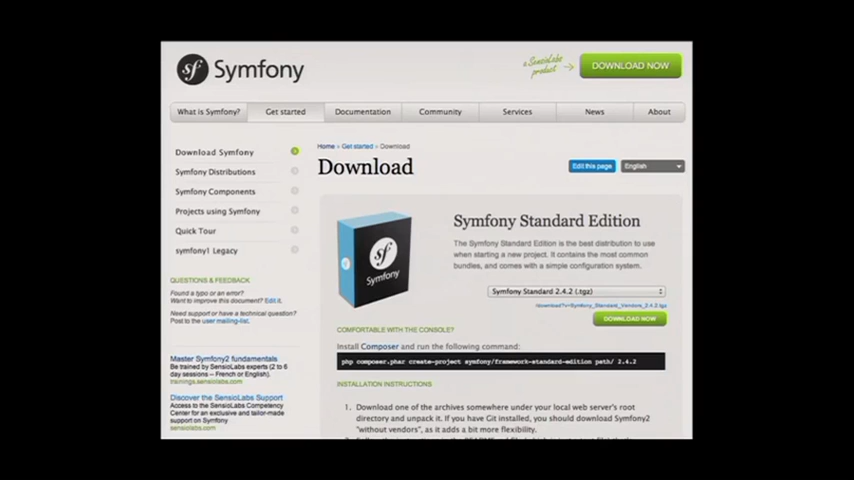 sf Symfony
a SensioLabs
product
DOWNLOAD NOW
What is Symfony?
Get started
Documentation
Community
Services
News
About
Download Symfony
Symfony Distributions
Symfony Components
Projects using Symfony
Quick Tour
symfony1 Legacy
QUESTIONS & FEEDBACK
Found a typo or an error?
Want to improve this document? Edit it.
Need support or have a technical question?
Post to the user mailing-list.
Master Symfony2 fundamentals
Be trained by SensioLabs experts (2 to 6
day sessions – French or English).
trainings.sensiolabs.com
Discover the SensioLabs Support
Access to the SensioLabs Competency
Center for an exclusive and tailor-made
support on Symfony
sensiolabs.com
Home » Get started » Download
Download
Edit this page
English
sf
sf
Symfony
Symfony Standard Edition
The Symfony Standard Edition is the best distribution to use
when starting a new project. It contains the most common
bundles, and comes with a simple configuration system.
Symfony Standard 2.4.2 (.tgz)
/download?v=Symfony_Standard_Vendors_2.4.2.tgz
DOWNLOAD NOW
COMFORTABLE WITH THE CONSOLE?
Install Composer and run the following command:
php composer.phar create-project symfony/framework-standard-edition path/ 2.4.2
INSTALLATION INSTRUCTIONS
1. Download one of the archives somewhere under your local web server's root
directory and unpack it. If you have Git installed, you should download Symfony2
"without vendors", as it adds a bit more flexibility.